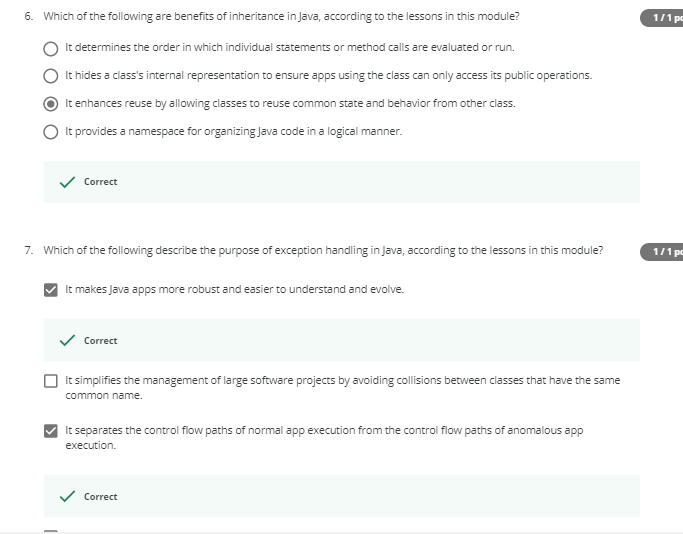 6. Which of the following are benefits of inheritance in Java, according to the lessons in this module?
1 / 1
It determines the order in which individual statements or method calls are evaluated or run.
It hides a class's internal representation to ensure apps using the class can only access its public operations.
It enhances reuse by allowing classes to reuse common state and behavior from other class.
It provides a namespace for organizing Java code in a logical manner.
Correct
7. Which of the following describe the purpose of exception handling in Java, according to the lessons in this module?
1 / 1
It makes Java apps more robust and easier to understand and evolve.
Correct
It simplifies the management of large software projects by avoiding collisions between classes that have the same
common name.
It separates the control flow paths of normal app execution from the control flow paths of anomalous app
execution.
Correct